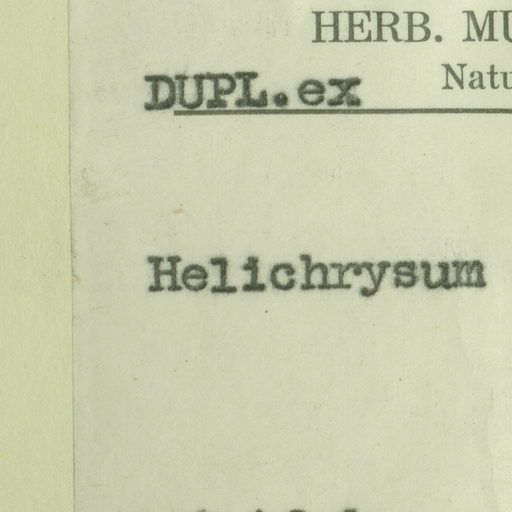 HERB. MU
DUPL.ex Natu
Helichrysum